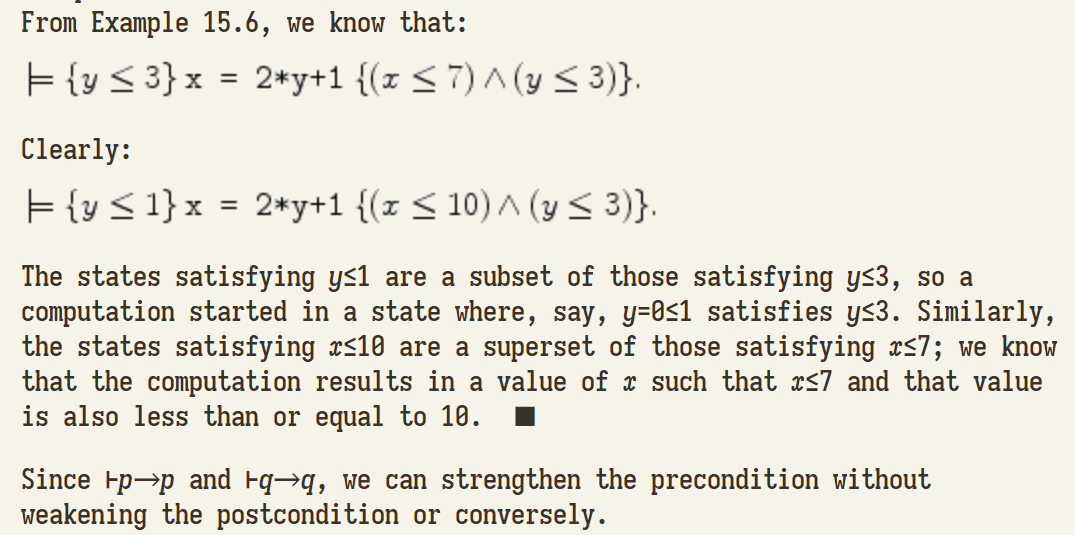 From Example 15.6, we know that:
⊨ {y ≤ 3} x = 2*y+1 {(x ≤ 7) ∧ (y ≤ 3)}.
Clearly:
⊨ {y ≤ 1} x = 2*y+1 {(x ≤ 10) ∧ (y ≤ 3)}.
The states satisfying y≤1 are a subset of those satisfying y≤3, so a
computation started in a state where, say, y=0≤1 satisfies y≤3. Similarly,
the states satisfying x≤10 are a superset of those satisfying x≤7; we know
that the computation results in a value of x such that x≤7 and that value
is also less than or equal to 10. ■
Since ⊢p→p and ⊢q→q, we can strengthen the precondition without
weakening the postcondition or conversely.